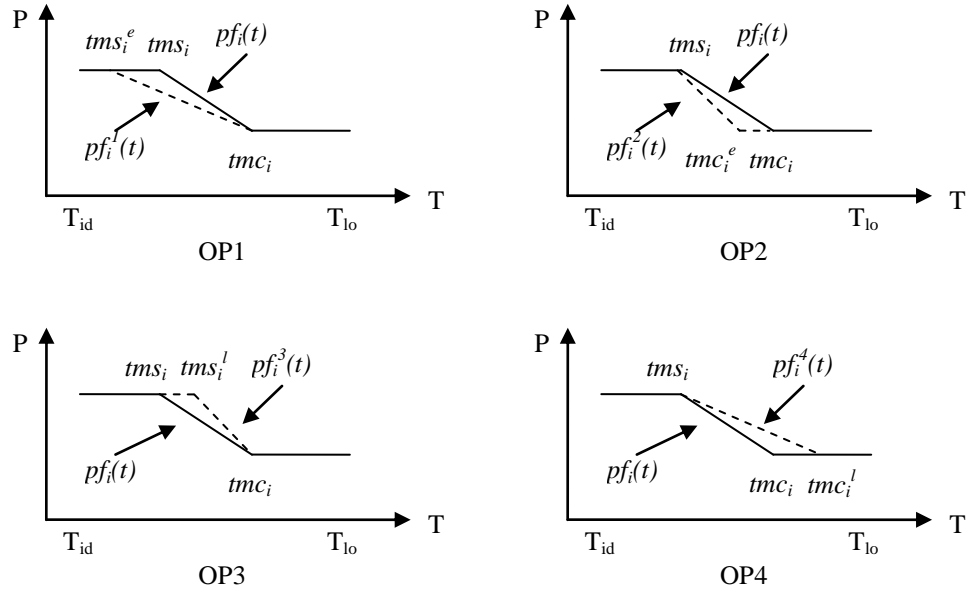 P
tms_i^e tms_i pf_i(t)
pf_i^1(t)
tmc_i
T
T_id T_lo
OP1
P
tms_i pf_i(t)
pf_i^2(t) tmc_i^e tmc_i
T
T_id T_lo
OP2
P
tms_i tms_i^l pf_i^3(t)
pf_i(t)
tmc_i
T
T_id T_lo
OP3
P
tms_i pf_i^4(t)
pf_i(t)
tmc_i tmc_i^l
T
T_id T_lo
OP4